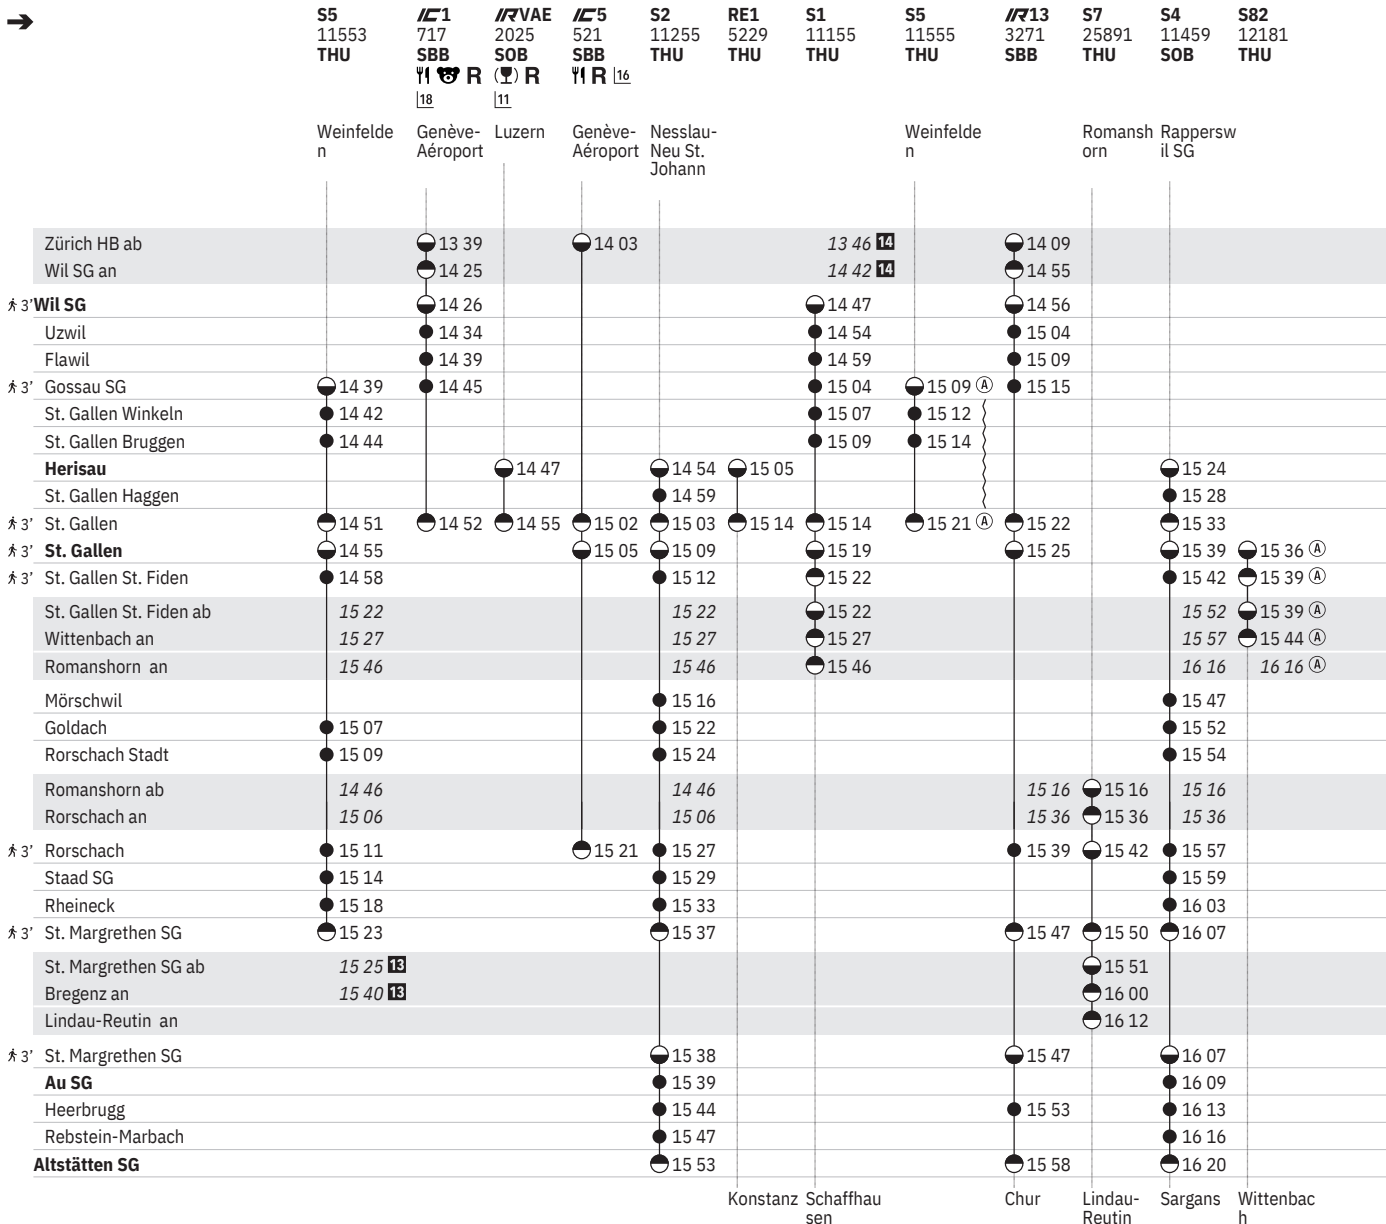 ➔ S5 IC1 IRVAE IC5 S2 RE1 S1 S5 IR13 S7 S4 S82
11553 717 2025 521 11255 5229 11155 11555 3271 25891 11459 12181
THU SBB SOB SBB THU THU THU THU SBB THU SOB THU
R R R 16
18 11
Weinfelde Genève- Luzern Genève- Nesslau- Weinfelde Romansh Rappersw
n Aéroport Aéroport Neu St. n orn il SG
Johann
Zürich HB ab 13 39 14 03 13 46 14 14 09
Wil SG an 14 25 14 42 14 14 55
3' Wil SG 14 26 14 47 14 56
Uzwil 14 34 14 54 15 04
Flawil 14 39 14 59 15 09
3' Gossau SG 14 39 14 45 15 04 15 09 Ⓐ 15 15
St. Gallen Winkeln 14 42 15 07 15 12
St. Gallen Bruggen 14 44 15 09 15 14
Herisau 14 47 14 54 15 05 15 24
St. Gallen Haggen 14 59 15 28
3' St. Gallen 14 51 14 52 14 55 15 02 15 03 15 14 15 14 15 21 Ⓐ 15 22 15 33
3' St. Gallen 14 55 15 05 15 09 15 19 15 25 15 39 15 36 Ⓐ
3' St. Gallen St. Fiden 14 58 15 12 15 22 15 42 15 39 Ⓐ
St. Gallen St. Fiden ab 15 22 15 22 15 22 15 52 15 39 Ⓐ
Wittenbach an 15 27 15 27 15 27 15 57 15 44 Ⓐ
Romanshorn an 15 46 15 46 15 46 16 16 16 16 Ⓐ
Mörschwil 15 16 15 47
Goldach 15 07 15 22 15 52
Rorschach Stadt 15 09 15 24 15 54
Romanshorn ab 14 46 14 46 15 16 15 16 15 16
Rorschach an 15 06 15 06 15 36 15 36 15 36
3' Rorschach 15 11 15 21 15 27 15 39 15 42 15 57
Staad SG 15 14 15 29 15 59
Rheineck 15 18 15 33 16 03
3' St. Margrethen SG 15 23 15 37 15 47 15 50 16 07
St. Margrethen SG ab 15 25 13 15 51
Bregenz an 15 40 13 16 00
Lindau-Reutin an 16 12
3' St. Margrethen SG 15 38 15 47 16 07
Au SG 15 39 16 09
Heerbrugg 15 44 15 53 16 13
Rebstein-Marbach 15 47 16 16
Altstätten SG 15 53 15 58 16 20
Konstanz Schaffhau Chur Lindau- Sargans Wittenbac
sen Reutin h